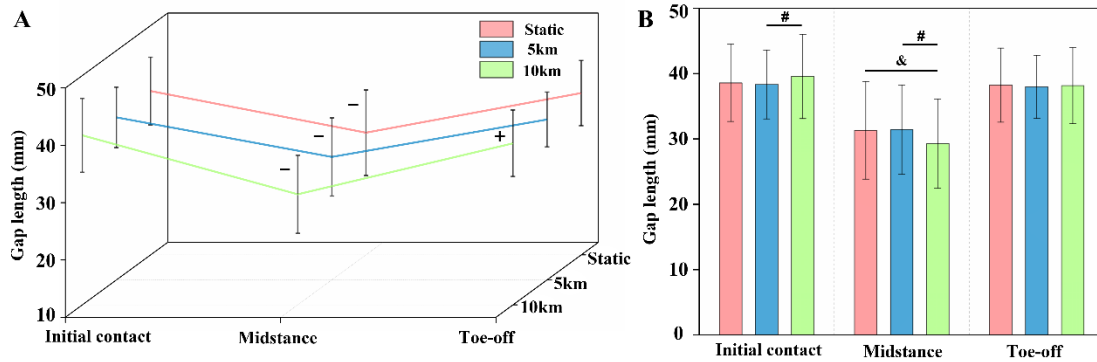 A
Static
5km
10km
Gap length (mm)
50
40
30
20
10
−
−
−
+
Static
5km
10km
Initial contact
Midstance
Toe-off
B
Gap length (mm)
50
40
30
20
10
0
#
#
&
Initial contact
Midstance
Toe-off